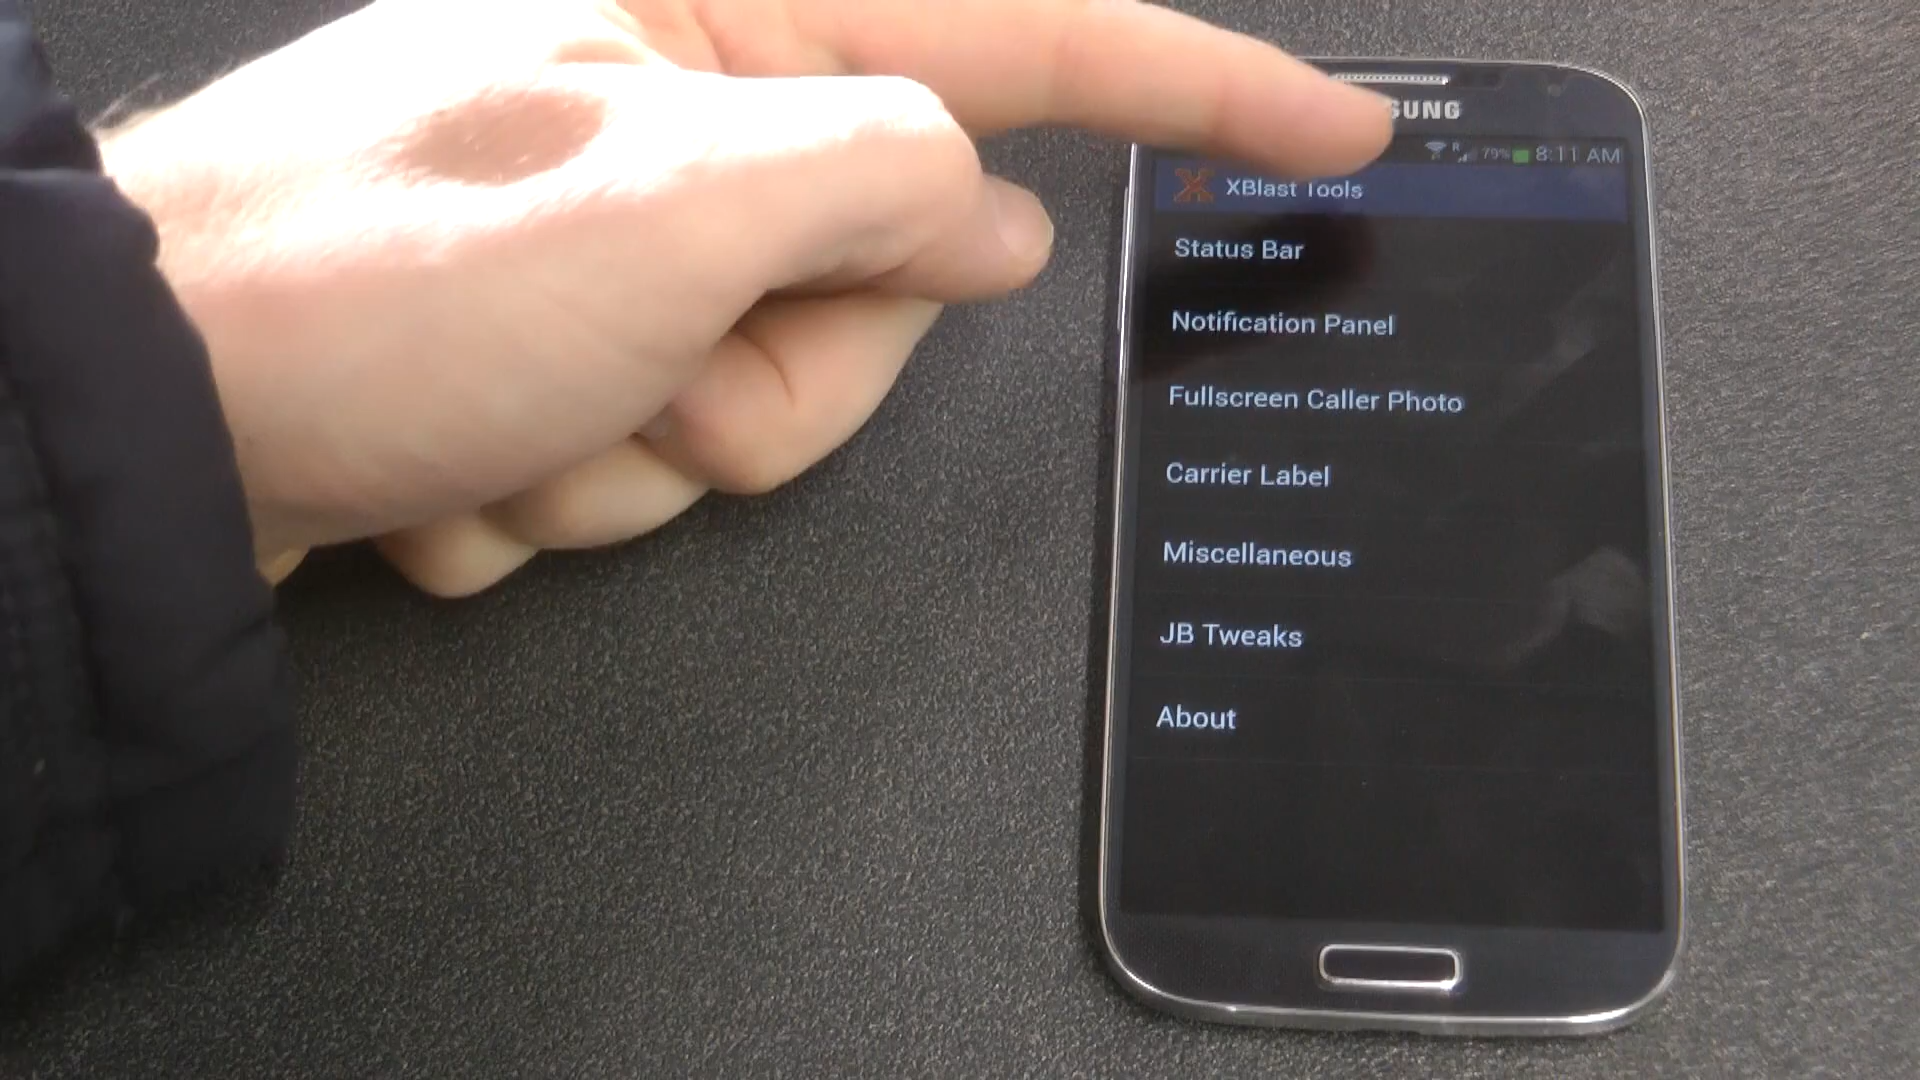 SUNG
R 79% 8:11 AM
XBlast Tools
Status Bar
Notification Panel
Fullscreen Caller Photo
Carrier Label
Miscellaneous
JB Tweaks
About